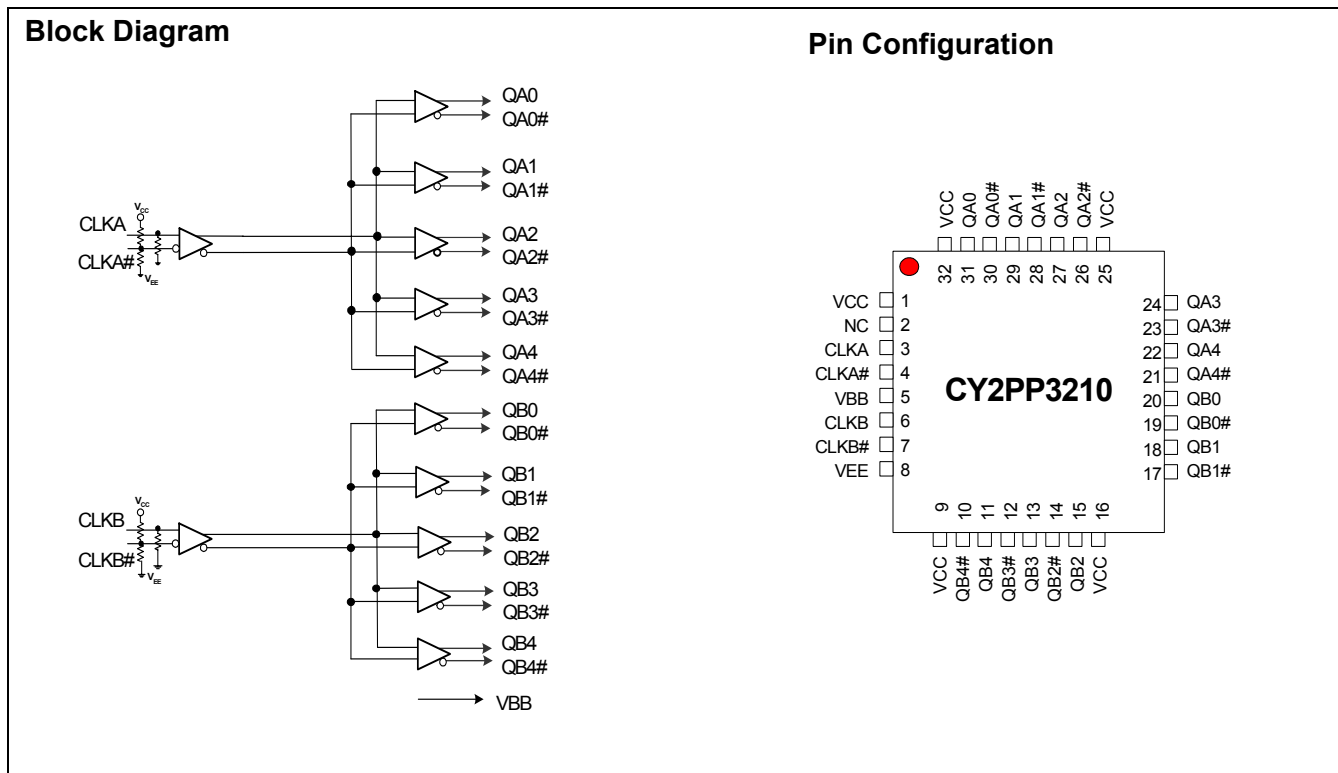 Block Diagram
Pin Configuration
QA0
QA0#
QA1
QA1#
VCC
CLKA
CLKA#
VEE
QA2
QA2#
QA3
QA3#
QA4
QA4#
QB0
QB0#
QB1
QB1#
VCC
CLKB
CLKB#
VEE
QB2
QB2#
QB3
QB3#
QB4
QB4#
VBB
VCC QA0 QA0# QA1 QA1# QA2 QA2# VCC
32 31 30 29 28 27 26 25
VCC 1
NC 2
CLKA 3
CLKA# 4
VBB 5
CLKB 6
CLKB# 7
VEE 8
CY2PP3210
24 QA3
23 QA3#
22 QA4
21 QA4#
20 QB0
19 QB0#
18 QB1
17 QB1#
9 10 11 12 13 14 15 16
VCC QB4# QB4 QB3# QB3 QB2# QB2 VCC